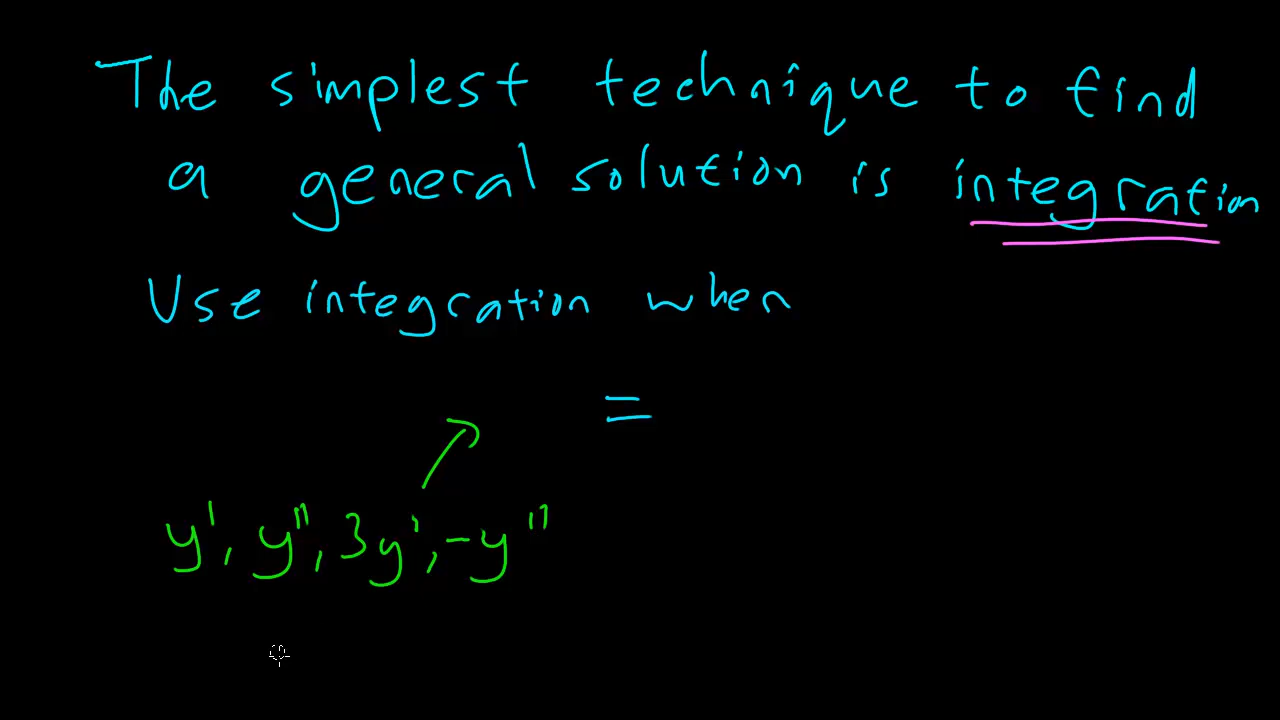 The simplest technique to find
a general solution is integration
Use integration when
=
y', y'', 3y', -y''